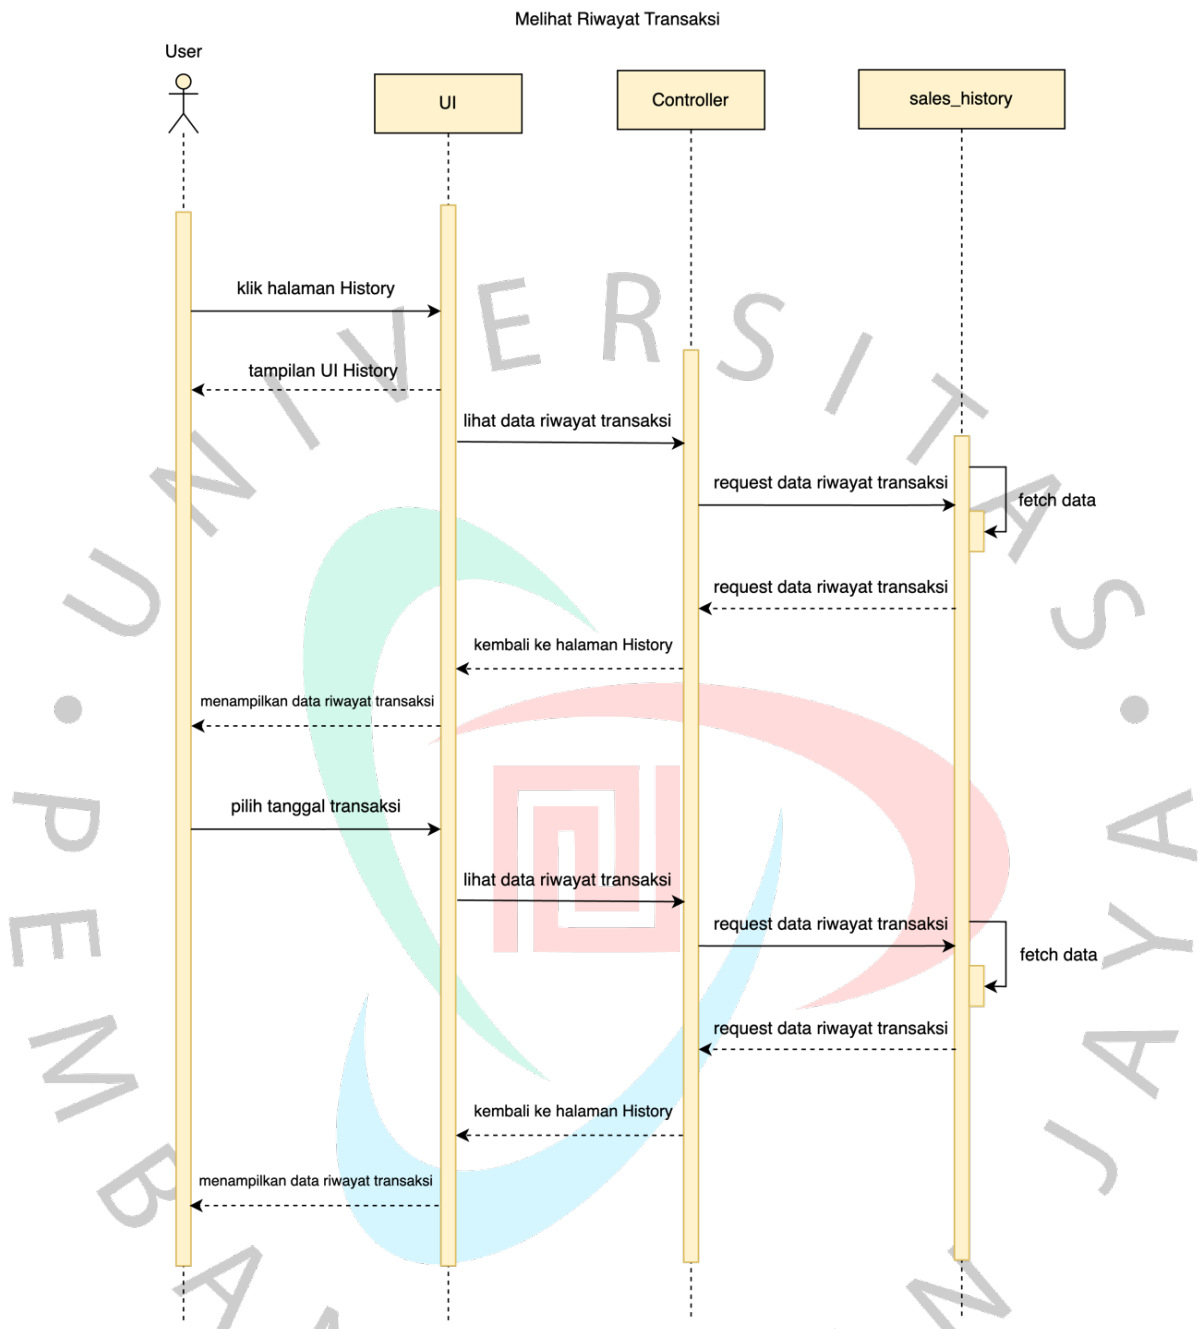 Melihat Riwayat Transaksi
User
UI
Controller
sales_history
klik halaman History
tampilan UI History
lihat data riwayat transaksi
request data riwayat transaksi
fetch data
request data riwayat transaksi
kembali ke halaman History
menampilkan data riwayat transaksi
pilih tanggal transaksi
lihat data riwayat transaksi
request data riwayat transaksi
fetch data
request data riwayat transaksi
kembali ke halaman History
menampilkan data riwayat transaksi
UNIVERSITAS
JAYA
PEMBA
N